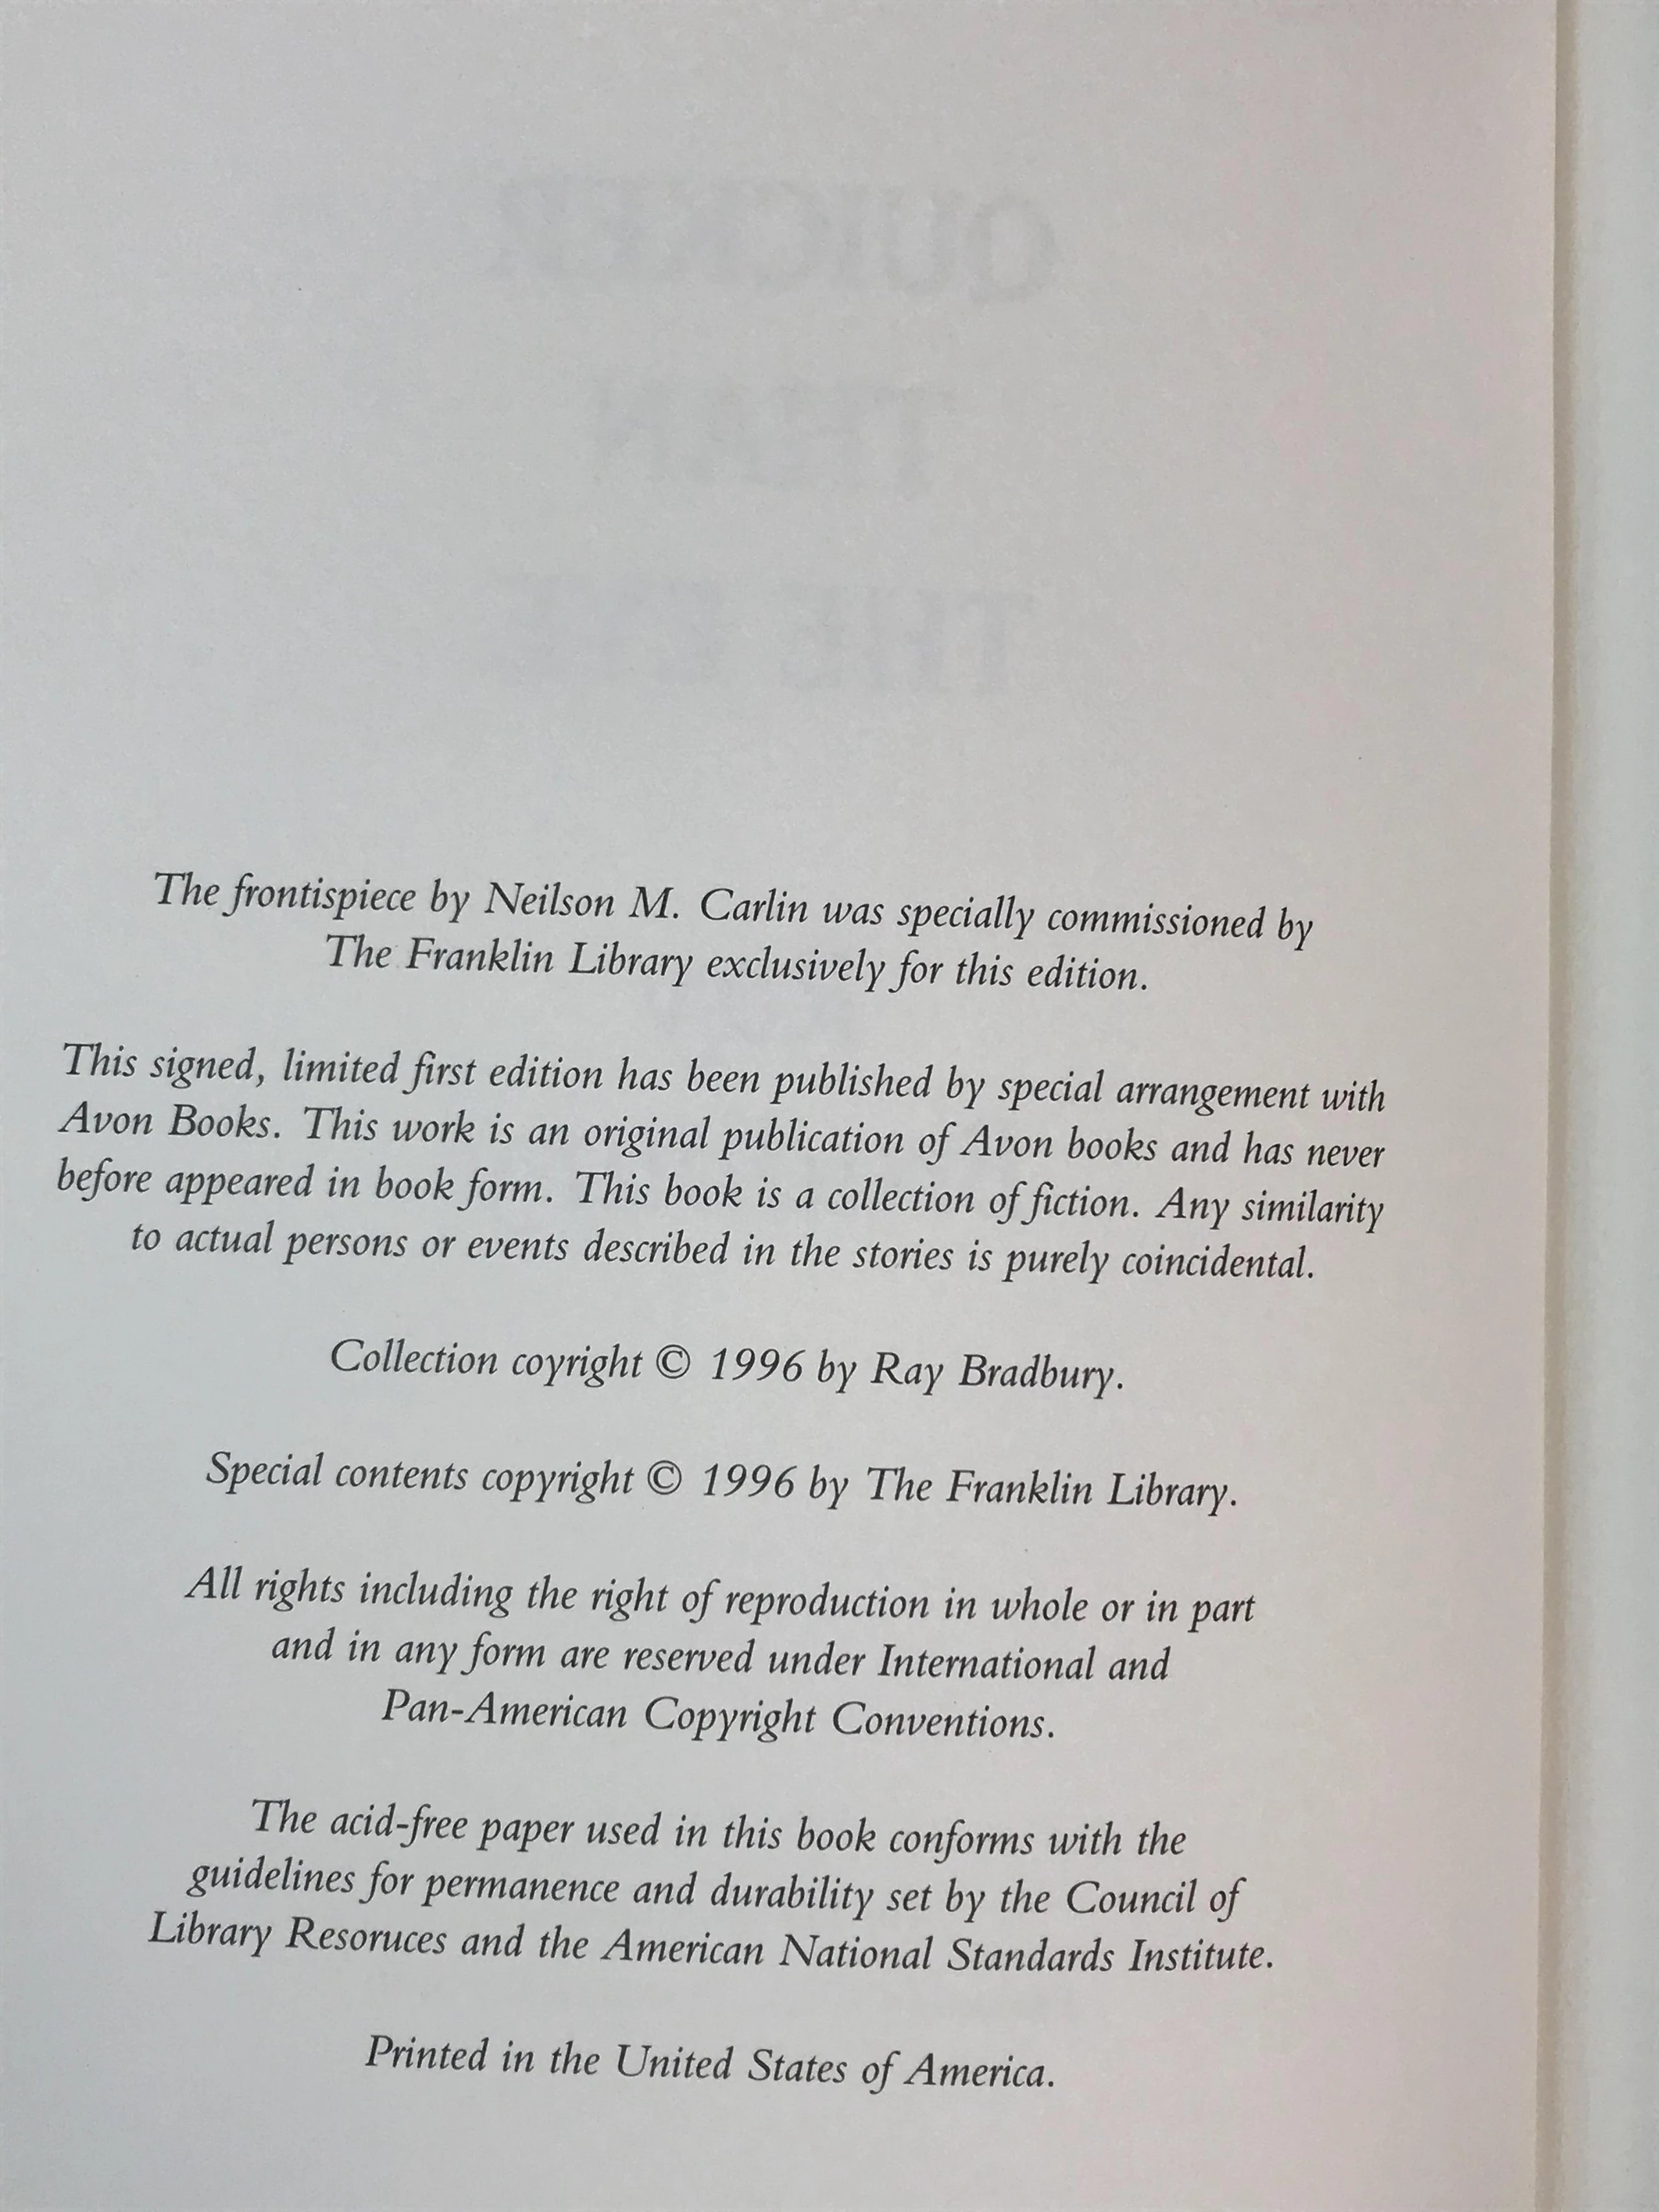 QUICKER
THAN
THE EYE
The frontispiece by Neilson M. Carlin was specially commissioned by
The Franklin Library exclusively for this edition.
This signed, limited first edition has been published by special arrangement with
Avon Books. This work is an original publication of Avon books and has never
before appeared in book form. This book is a collection of fiction. Any similarity
to actual persons or events described in the stories is purely coincidental.
Collection coyright © 1996 by Ray Bradbury.
Special contents copyright © 1996 by The Franklin Library.
All rights including the right of reproduction in whole or in part
and in any form are reserved under International and
Pan-American Copyright Conventions.
The acid-free paper used in this book conforms with the
guidelines for permanence and durability set by the Council of
Library Resoruces and the American National Standards Institute.
Printed in the United States of America.